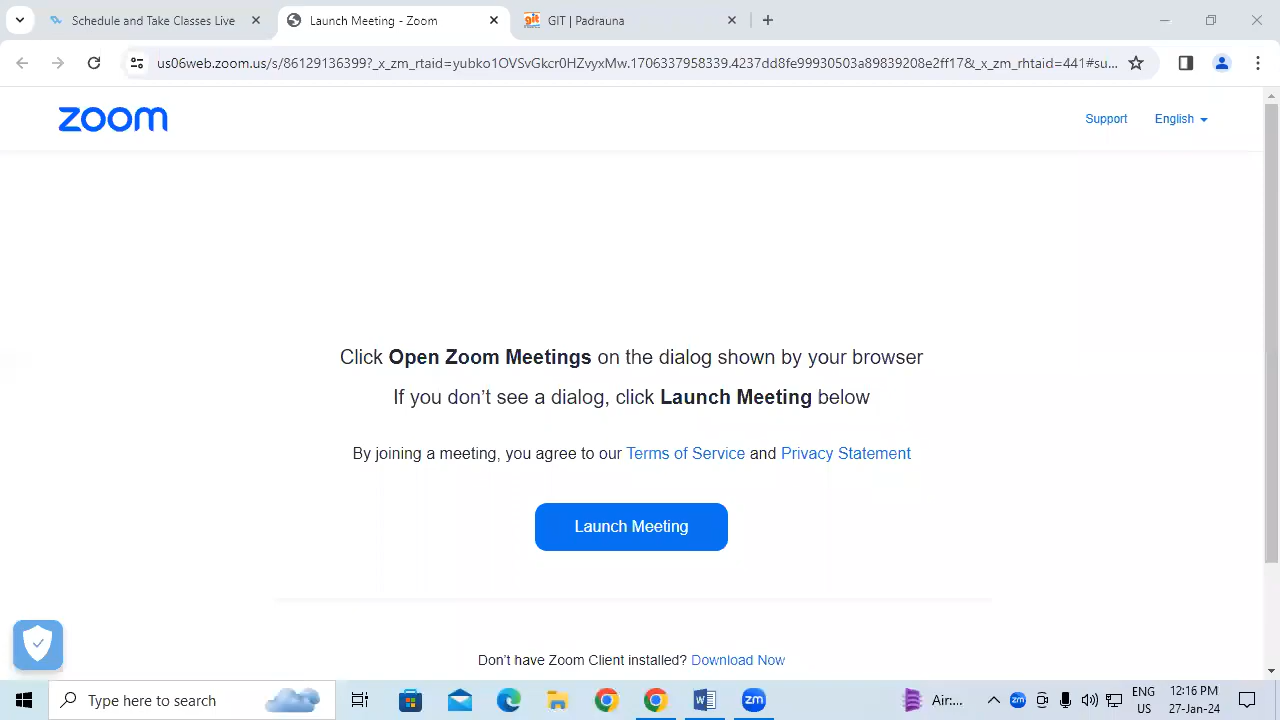 Schedule and Take Classes Live
Launch Meeting - Zoom
GIT | Padrauna
us06web.zoom.us/s/86129136399?_x_zm_rtaid=yubko1OVSvGkcr0HZvyxMw.1706337958339.4237dd8fe99930503a89839208e2ff17&_x_zm_rhtaid=441#su...
zoom
Support
English
Click Open Zoom Meetings on the dialog shown by your browser
If you don’t see a dialog, click Launch Meeting below
By joining a meeting, you agree to our Terms of Service and Privacy Statement
Launch Meeting
Don’t have Zoom Client installed? Download Now
Type here to search
zm
Air:...
zm
ENG
US
12:16 PM
27-Jan-24